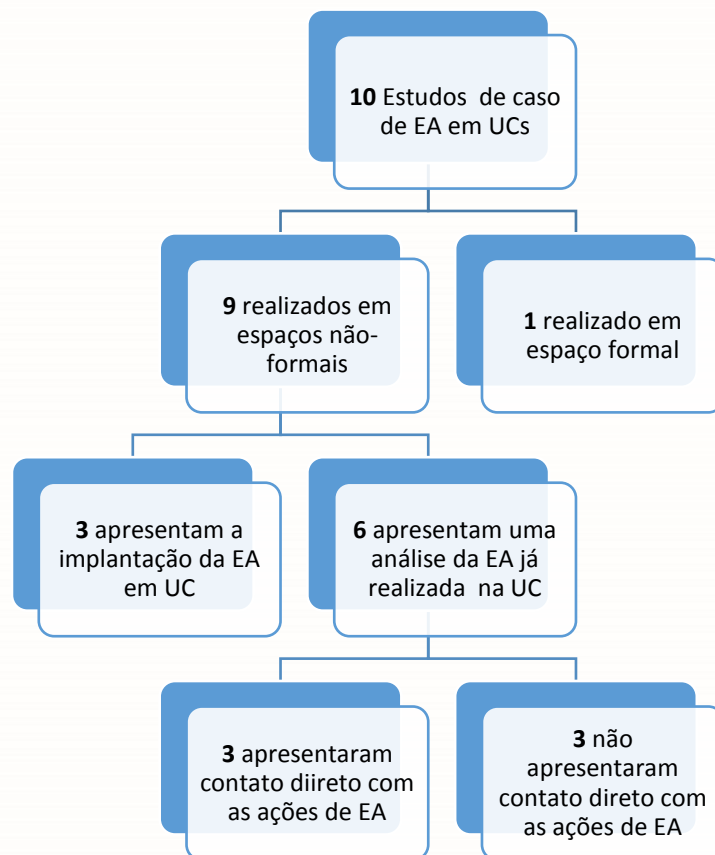 10 Estudos de caso
de EA em UCs
9 realizados em
espaços não-
formais
1 realizado em
espaço formal
3 apresentam a
implantação da EA
em UC
6 apresentam uma
análise da EA já
realizada na UC
3 apresentaram
contato diireto com
as ações de EA
3 não
apresentaram
contato direto com
as ações de EA